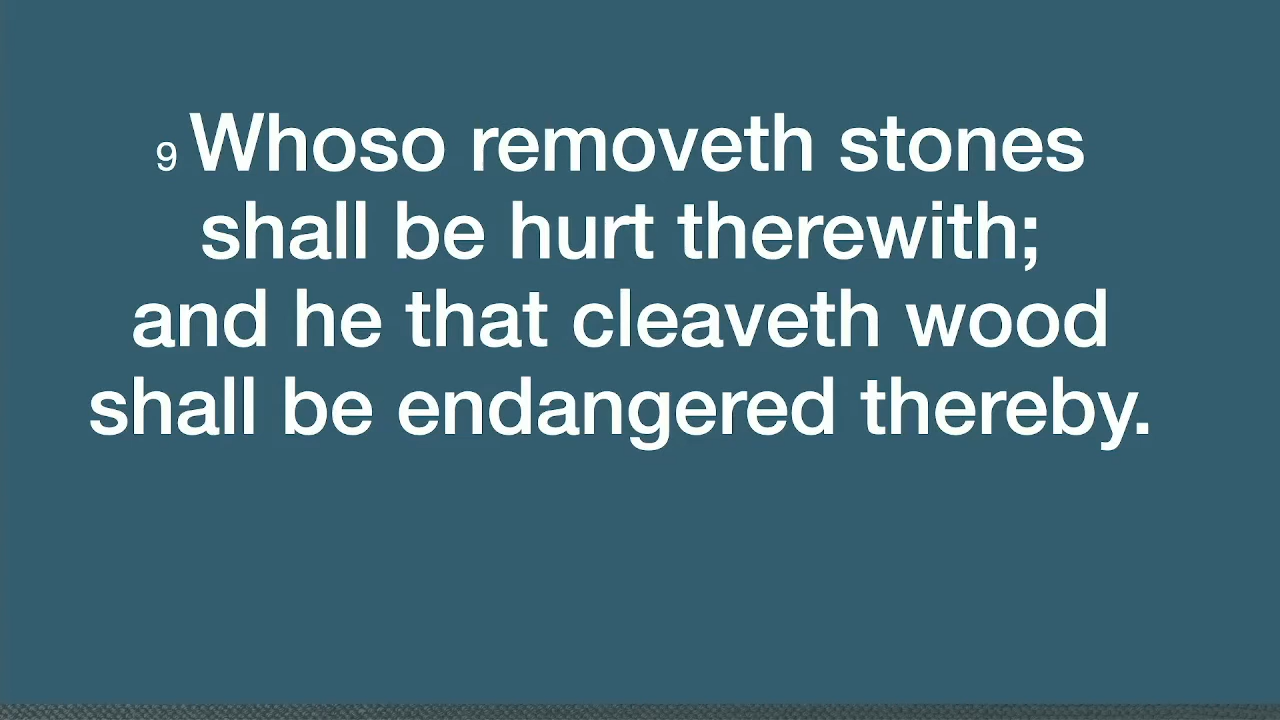 9 Whoso removeth stones
shall be hurt therewith;
and he that cleaveth wood
shall be endangered thereby.